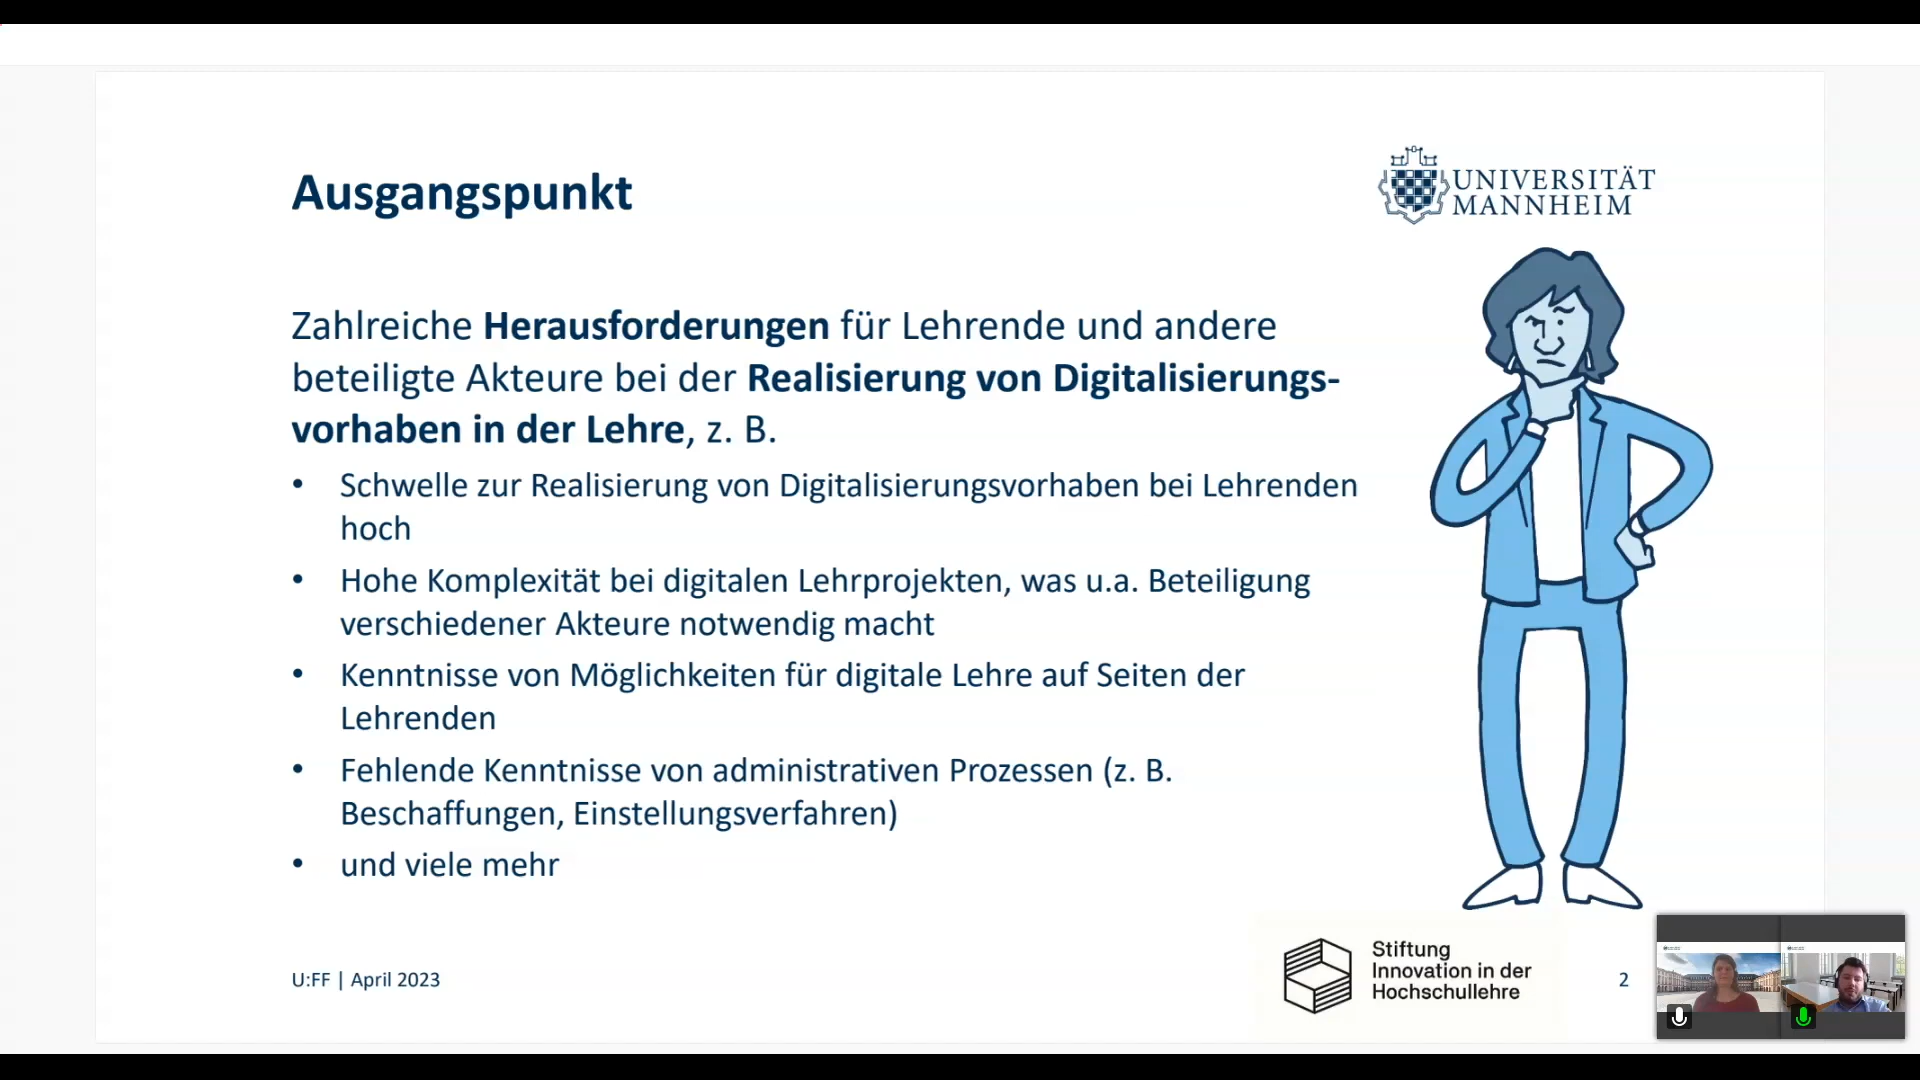 Ausgangspunkt
UNIVERSITÄT
MANNHEIM
Zahlreiche Herausforderungen für Lehrende und andere
beteiligte Akteure bei der Realisierung von Digitalisierungs-
vorhaben in der Lehre, z. B.
• Schwelle zur Realisierung von Digitalisierungsvorhaben bei Lehrenden
hoch
• Hohe Komplexität bei digitalen Lehrprojekten, was u.a. Beteiligung
verschiedener Akteure notwendig macht
• Kenntnisse von Möglichkeiten für digitale Lehre auf Seiten der
Lehrenden
• Fehlende Kenntnisse von administrativen Prozessen (z. B.
Beschaffungen, Einstellungsverfahren)
• und viele mehr
U:FF | April 2023
Stiftung
Innovation in der
Hochschullehre
2